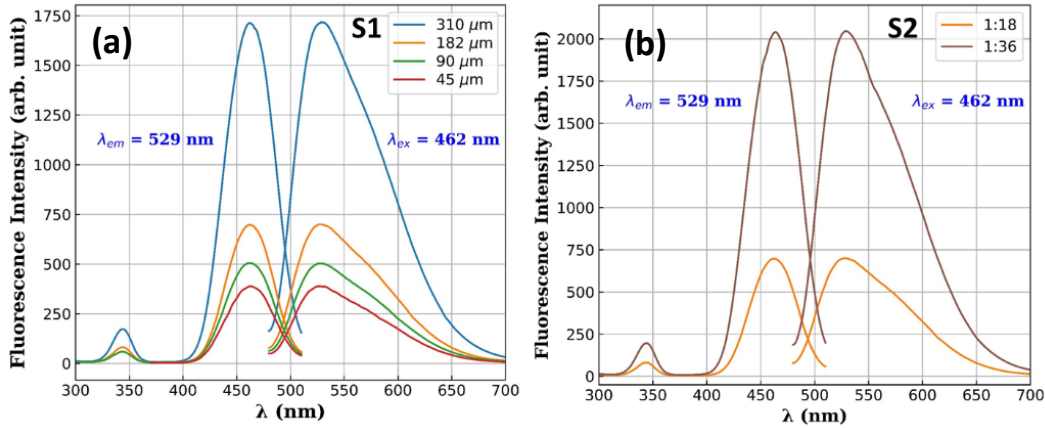 (a)
S1
310 μm
182 μm
90 μm
45 μm
λem = 529 nm
λex = 462 nm
Fluorescence Intensity (arb. unit)
1750
1500
1250
1000
750
500
250
0
300 350 400 450 500 550 600 650 700
λ (nm)
(b)
S2
1:18
1:36
λem = 529 nm
λex = 462 nm
Fluorescence Intensity (arb. unit)
2000
1750
1500
1250
1000
750
500
250
0
300 350 400 450 500 550 600 650 700
λ (nm)